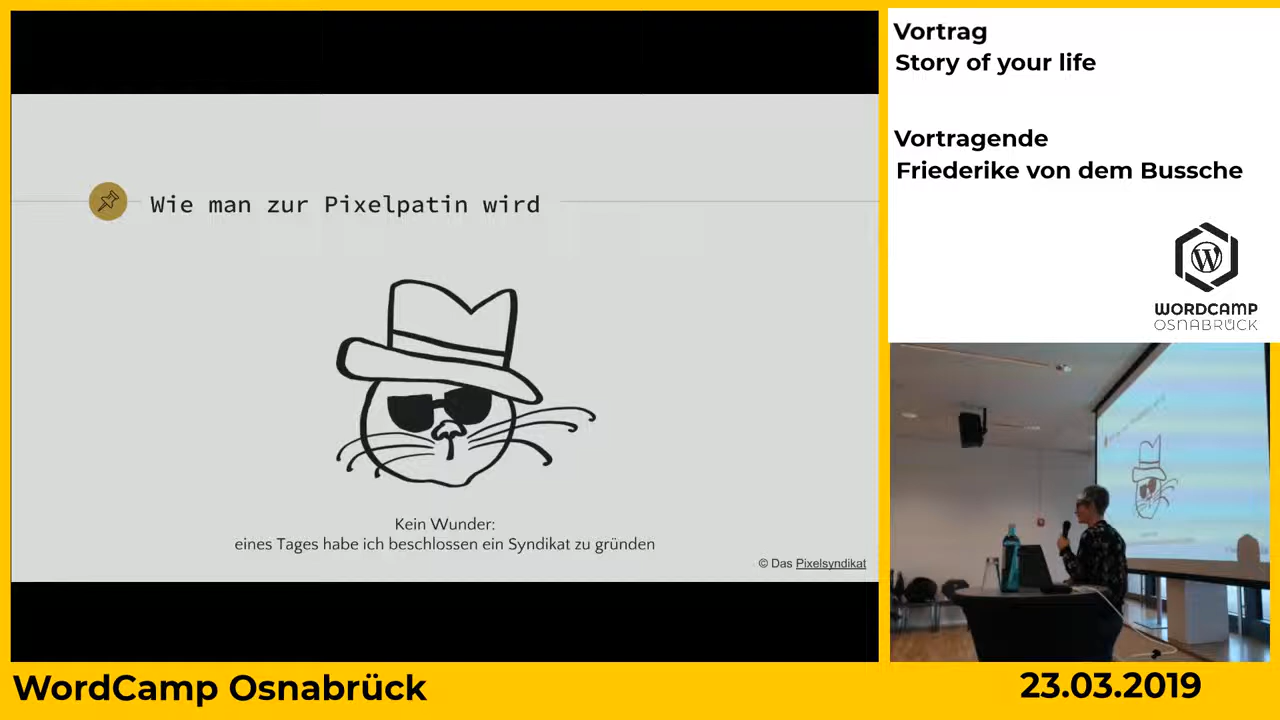 Wie man zur Pixelpatin wird
Kein Wunder:
eines Tages habe ich beschlossen ein Syndikat zu gründen
© Das Pixelsyndikat
Vortrag
Story of your life
Vortragende
Friederike von dem Bussche
W
WORDCAMP
OSNABRÜCK
WordCamp Osnabrück
23.03.2019